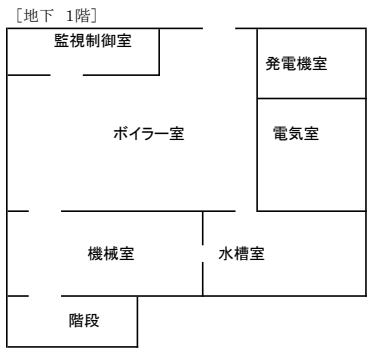 ［地下 1階］
監視制御室
発電機室
ボイラー室
電気室
機械室
水槽室
階段